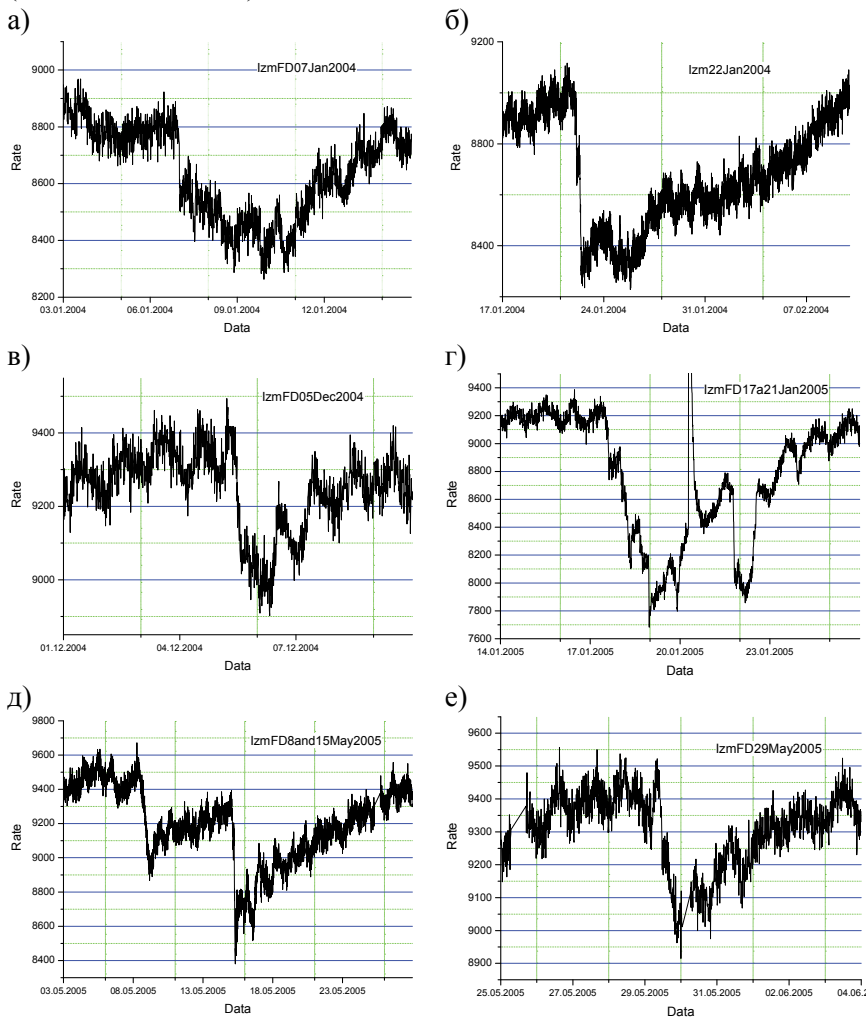 а)
IzmFD07Jan2004
9000
8800
8600
8400
8200
Rate
03.01.2004 06.01.2004 09.01.2004 12.01.2004
Data
б)
Izm22Jan2004
9200
8800
8400
Rate
17.01.2004 24.01.2004 31.01.2004 07.02.2004
Data
в)
IzmFD05Dec2004
9400
9200
9000
Rate
01.12.2004 04.12.2004 07.12.2004
Data
г)
IzmFD17a21Jan2005
9400
9200
9000
8800
8600
8400
8200
8000
7800
7600
Rate
14.01.2005 17.01.2005 20.01.2005 23.01.2005
Data
д)
IzmFD8and15May2005
9800
9600
9400
9200
9000
8800
8600
8400
Rate
03.05.2005 08.05.2005 13.05.2005 18.05.2005 23.05.2005
Data
е)
IzmFD29May2005
9600
9500
9400
9300
9200
9100
9000
8900
Rate
25.05.2005 27.05.2005 29.05.2005 31.05.2005 02.06.2005 04.06.2
Data